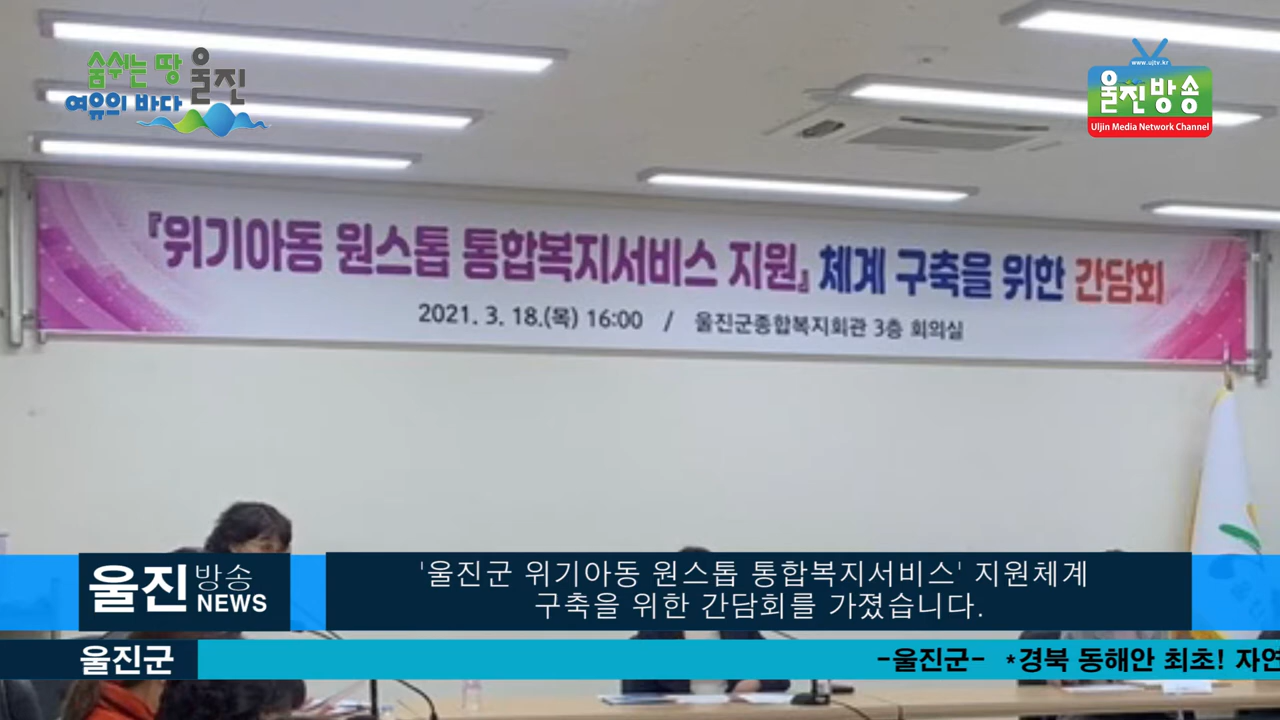 숨쉬는 땅 울진
여유의 바다
www.ujtv.kr
울진방송
Uljin Media Network Channel
『위기아동 원스톱 통합복지서비스 지원』 체계 구축을 위한 간담회
2021. 3. 18.(목) 16:00 / 울진군종합복지회관 3층 회의실
울진 방송 NEWS
'울진군 위기아동 원스톱 통합복지서비스' 지원체계
구축을 위한 간담회를 가졌습니다.
울진군
-울진군- *경북 동해안 최초! 자연